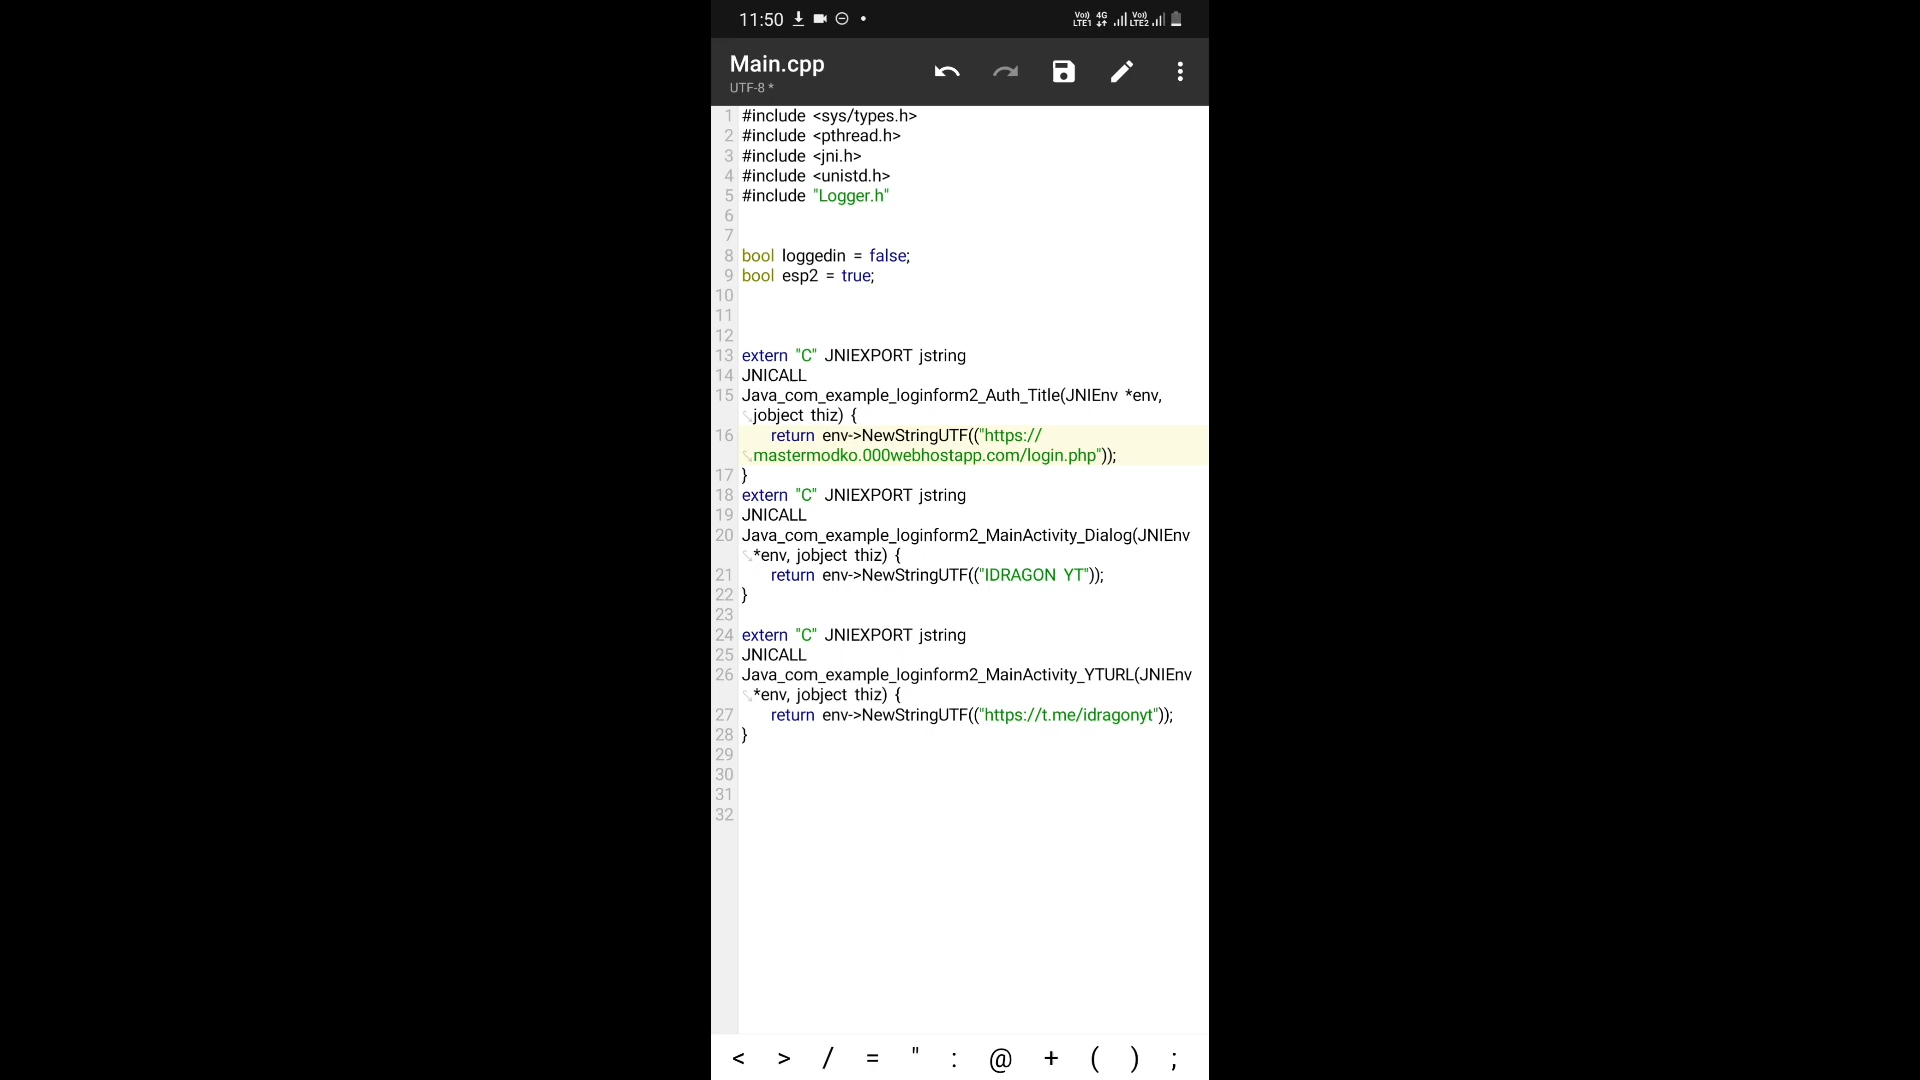 11:50 Vo)) LTE1 4G Vo)) LTE2
Main.cpp
UTF-8 *
1 #include <sys/types.h>
2 #include <pthread.h>
3 #include <jni.h>
4 #include <unistd.h>
5 #include "Logger.h"
6
7
8 bool loggedin = false;
9 bool esp2 = true;
10
11
12
13 extern "C" JNIEXPORT jstring
14 JNICALL
15 Java_com_example_loginform2_Auth_Title(JNIEnv *env,
jobject thiz) {
16 return env->NewStringUTF(("https://
mastermodko.000webhostapp.com/login.php"));
17 }
18 extern "C" JNIEXPORT jstring
19 JNICALL
20 Java_com_example_loginform2_MainActivity_Dialog(JNIEnv
*env, jobject thiz) {
21 return env->NewStringUTF(("IDRAGON YT"));
22 }
23
24 extern "C" JNIEXPORT jstring
25 JNICALL
26 Java_com_example_loginform2_MainActivity_YTURL(JNIEnv
*env, jobject thiz) {
27 return env->NewStringUTF(("https://t.me/idragonyt"));
28 }
29
30
31
32
< > / = " : @ + ( ) ;